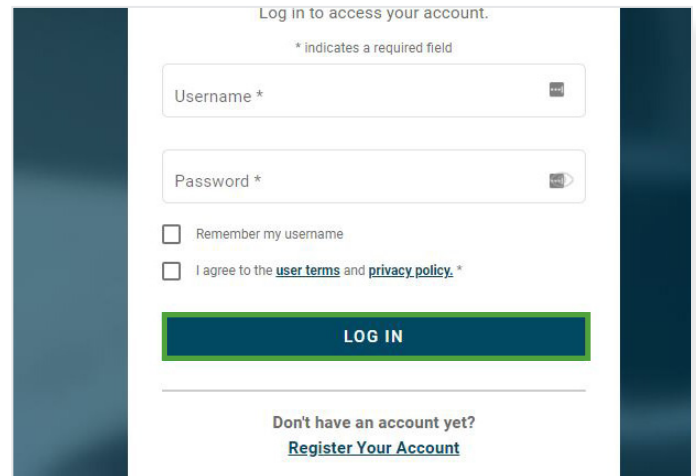 Log in to access your account.
* indicates a required field
Username *
Password *
Remember my username
I agree to the user terms and privacy policy. *
LOG IN
Don't have an account yet?
Register Your Account